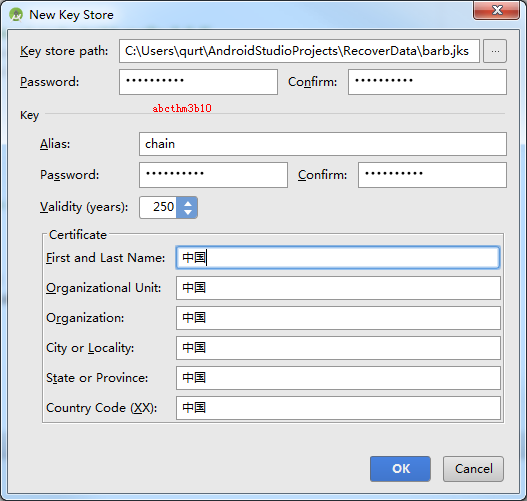 New Key Store
Key store path: C:\Users\qurt\AndroidStudioProjects\RecoverData\barb.jks ...
Password: •••••••••• Confirm: ••••••••••
abcthm3b10
Key
Alias: chain
Password: •••••••••• Confirm: ••••••••••
Validity (years): 250
Certificate
First and Last Name: 中国
Organizational Unit: 中国
Organization: 中国
City or Locality: 中国
State or Province: 中国
Country Code (XX): 中国
OK Cancel